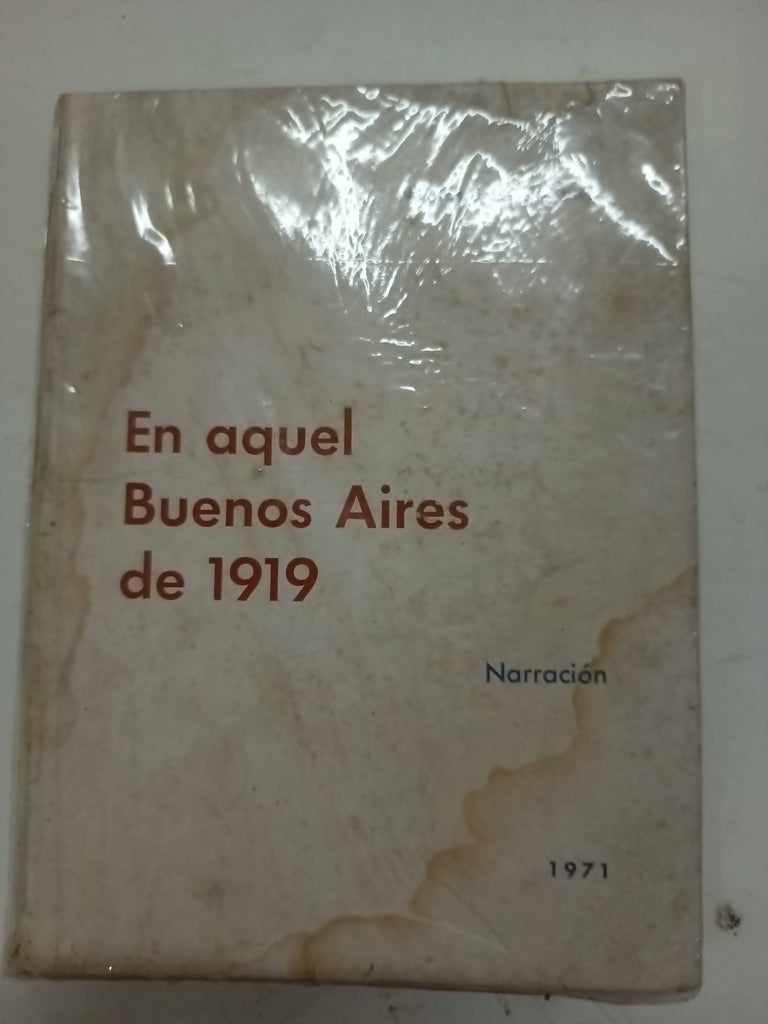 En aquel
Buenos Aires
de 1919
Narración
1971